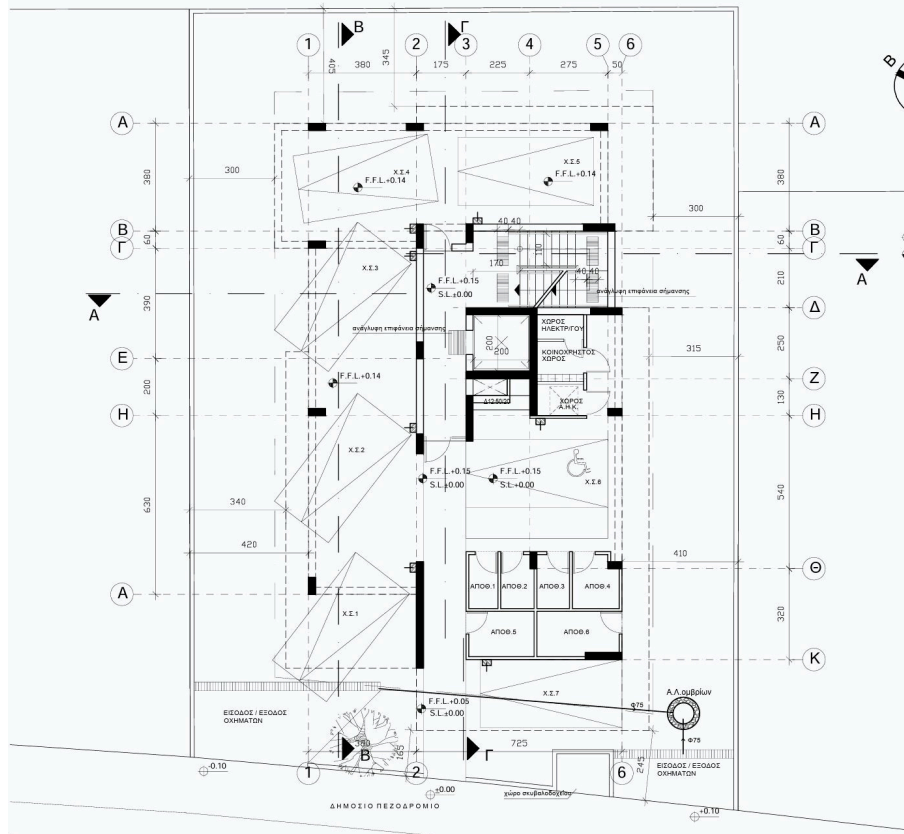 B
Γ
1
2
3
4
5
6
B
405
380
345
175
225
275
50
A
A
380
380
300
Χ.Σ.4
F.F.L.+0.14
Χ.Σ.5
F.F.L.+0.14
300
B
B
60
60
Γ
Γ
40 40
110
Χ.Σ.3
170
40 40
210
A
A
F.F.L.+0.15
S.L.±0.00
ανάγλυφη επιφάνεια σήμανσης
390
Δ
ανάγλυφη επιφάνεια σήμανσης
ΧΩΡΟΣ
ΗΛΕΚΤΡ/ΓΟΥ
200
200
ΚΟΙΝΟΧΡΗΣΤΟΣ
ΧΩΡΟΣ
250
315
E
F.F.L.+0.14
Z
200
ΧΩΡΟΣ
Α.Η.Κ.
130
H
H
Χ.Σ.2
F.F.L.+0.15
S.L.±0.00
F.F.L.+0.15
S.L.+0.00
Χ.Σ.6
540
340
630
420
410
Θ
ΑΠΟΘ.1
ΑΠΟΘ.2
ΑΠΟΘ.3
ΑΠΟΘ.4
A
Χ.Σ.1
320
ΑΠΟΘ.5
ΑΠΟΘ.6
K
Χ.Σ.7
Α.Λ.ομβρίων
Φ75
F.F.L.+0.05
S.L.±0.00
ΕΙΣΟΔΟΣ / ΕΞΟΔΟΣ
ΟΧΗΜΑΤΩΝ
Φ75
380
B
165
725
Γ
245
1
2
6
ΕΙΣΟΔΟΣ / ΕΞΟΔΟΣ
ΟΧΗΜΑΤΩΝ
-0.10
±0.00
χώρο σκυβαλοδοχείου
ΔΗΜΟΣΙΟ ΠΕΖΟΔΡΟΜΙΟ
+0.10